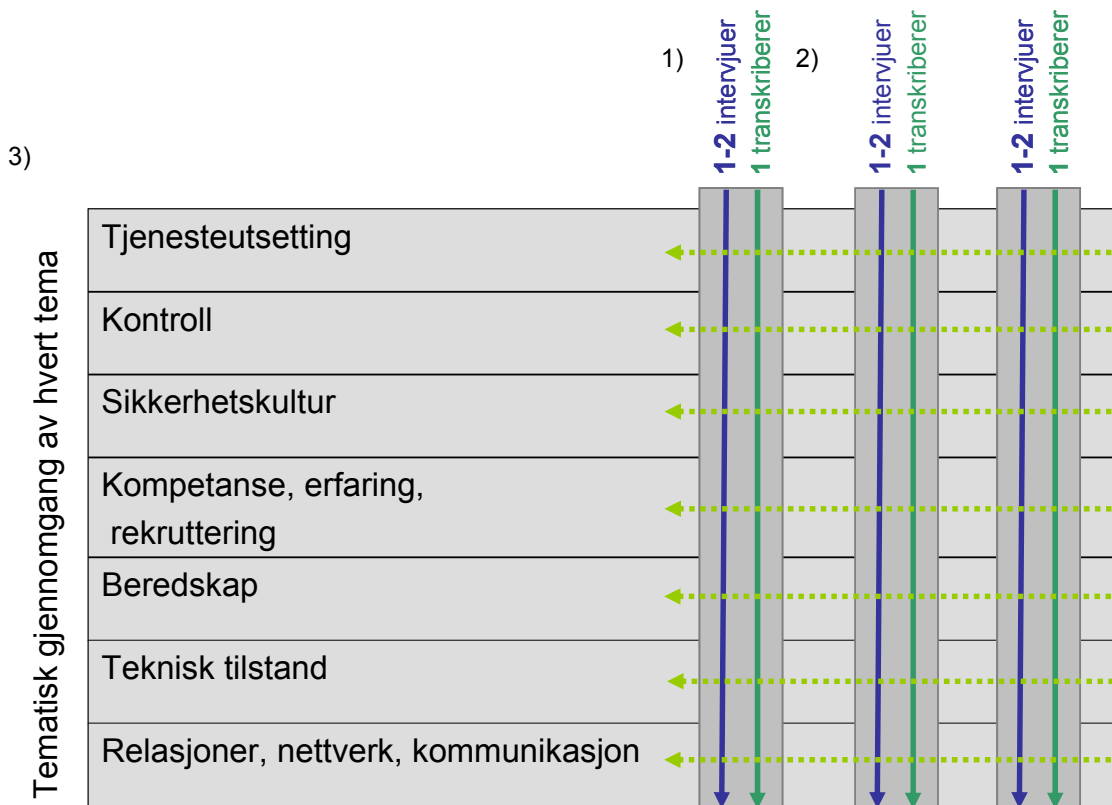 1)
1-2 intervjuer
1 transkriberer
2)
1-2 intervjuer
1 transkriberer
1-2 intervjuer
1 transkriberer
3)
Tematisk gjennomgang av hvert tema
Tjenesteutsetting
Kontroll
Sikkerhetskultur
Kompetanse, erfaring,
rekruttering
Beredskap
Teknisk tilstand
Relasjoner, nettverk, kommunikasjon